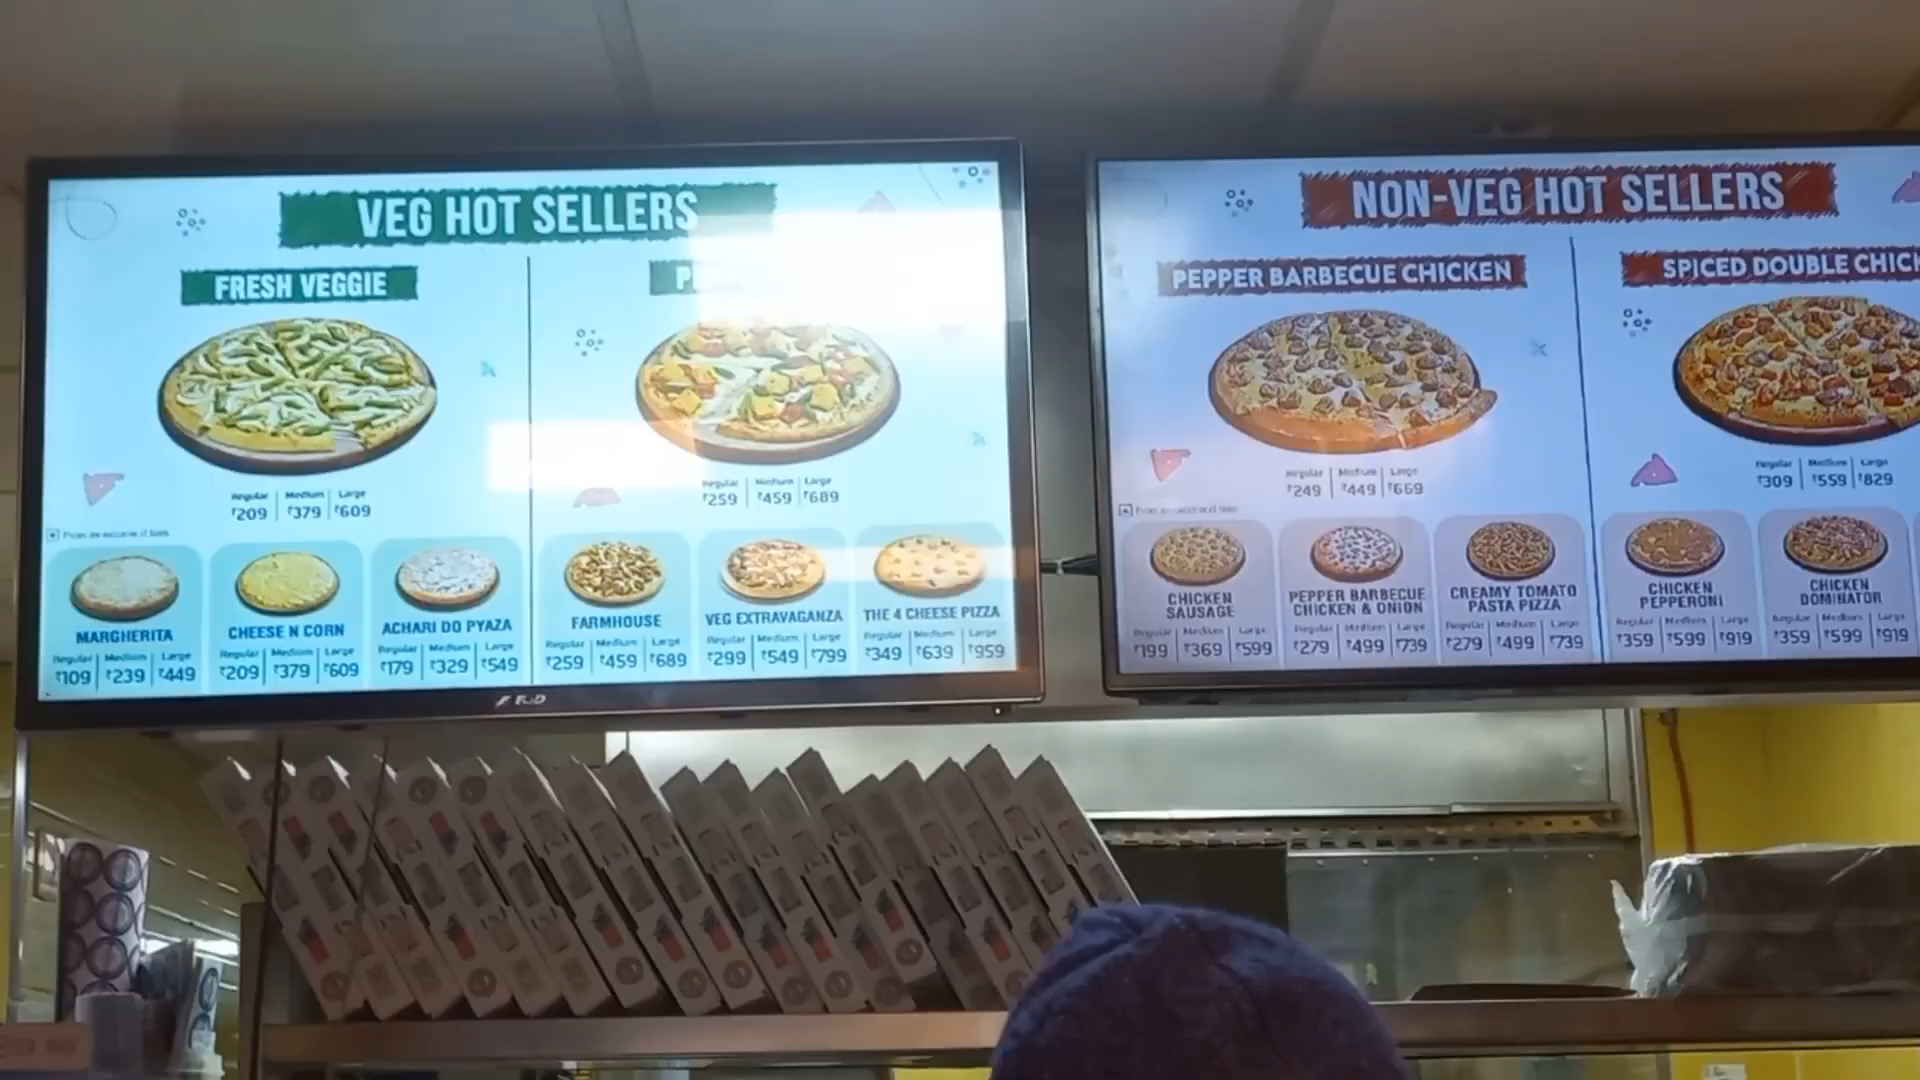 VEG HOT SELLERS
FRESH VEGGIE
Regular Medium Large
₹209 ₹379 ₹609
Regular Medium Large
₹259 ₹459 ₹689
MARGHERITA
Regular Medium Large
₹109 ₹239 ₹449
CHEESE N CORN
Regular Medium Large
₹209 ₹379 ₹609
ACHARI DO PYAZA
Regular Medium Large
₹179 ₹329 ₹549
FARMHOUSE
Regular Medium Large
₹259 ₹459 ₹689
VEG EXTRAVAGANZA
Regular Medium Large
₹299 ₹549 ₹799
THE 4 CHEESE PIZZA
Regular Medium Large
₹349 ₹639 ₹959
NON-VEG HOT SELLERS
PEPPER BARBECUE CHICKEN
Regular Medium Large
₹249 ₹449 ₹669
SPICED DOUBLE CHICK
Regular Medium Large
₹309 ₹559 ₹829
CHICKEN
SAUSAGE
Regular Medium Large
₹199 ₹369 ₹599
PEPPER BARBECUE
CHICKEN & ONION
Regular Medium Large
₹279 ₹499 ₹739
CREAMY TOMATO
PASTA PIZZA
Regular Medium Large
₹279 ₹499 ₹739
CHICKEN
PEPPERONI
Regular Medium Large
₹359 ₹599 ₹919
CHICKEN
DOMINATOR
Regular Medium Large
₹359 ₹599 ₹919